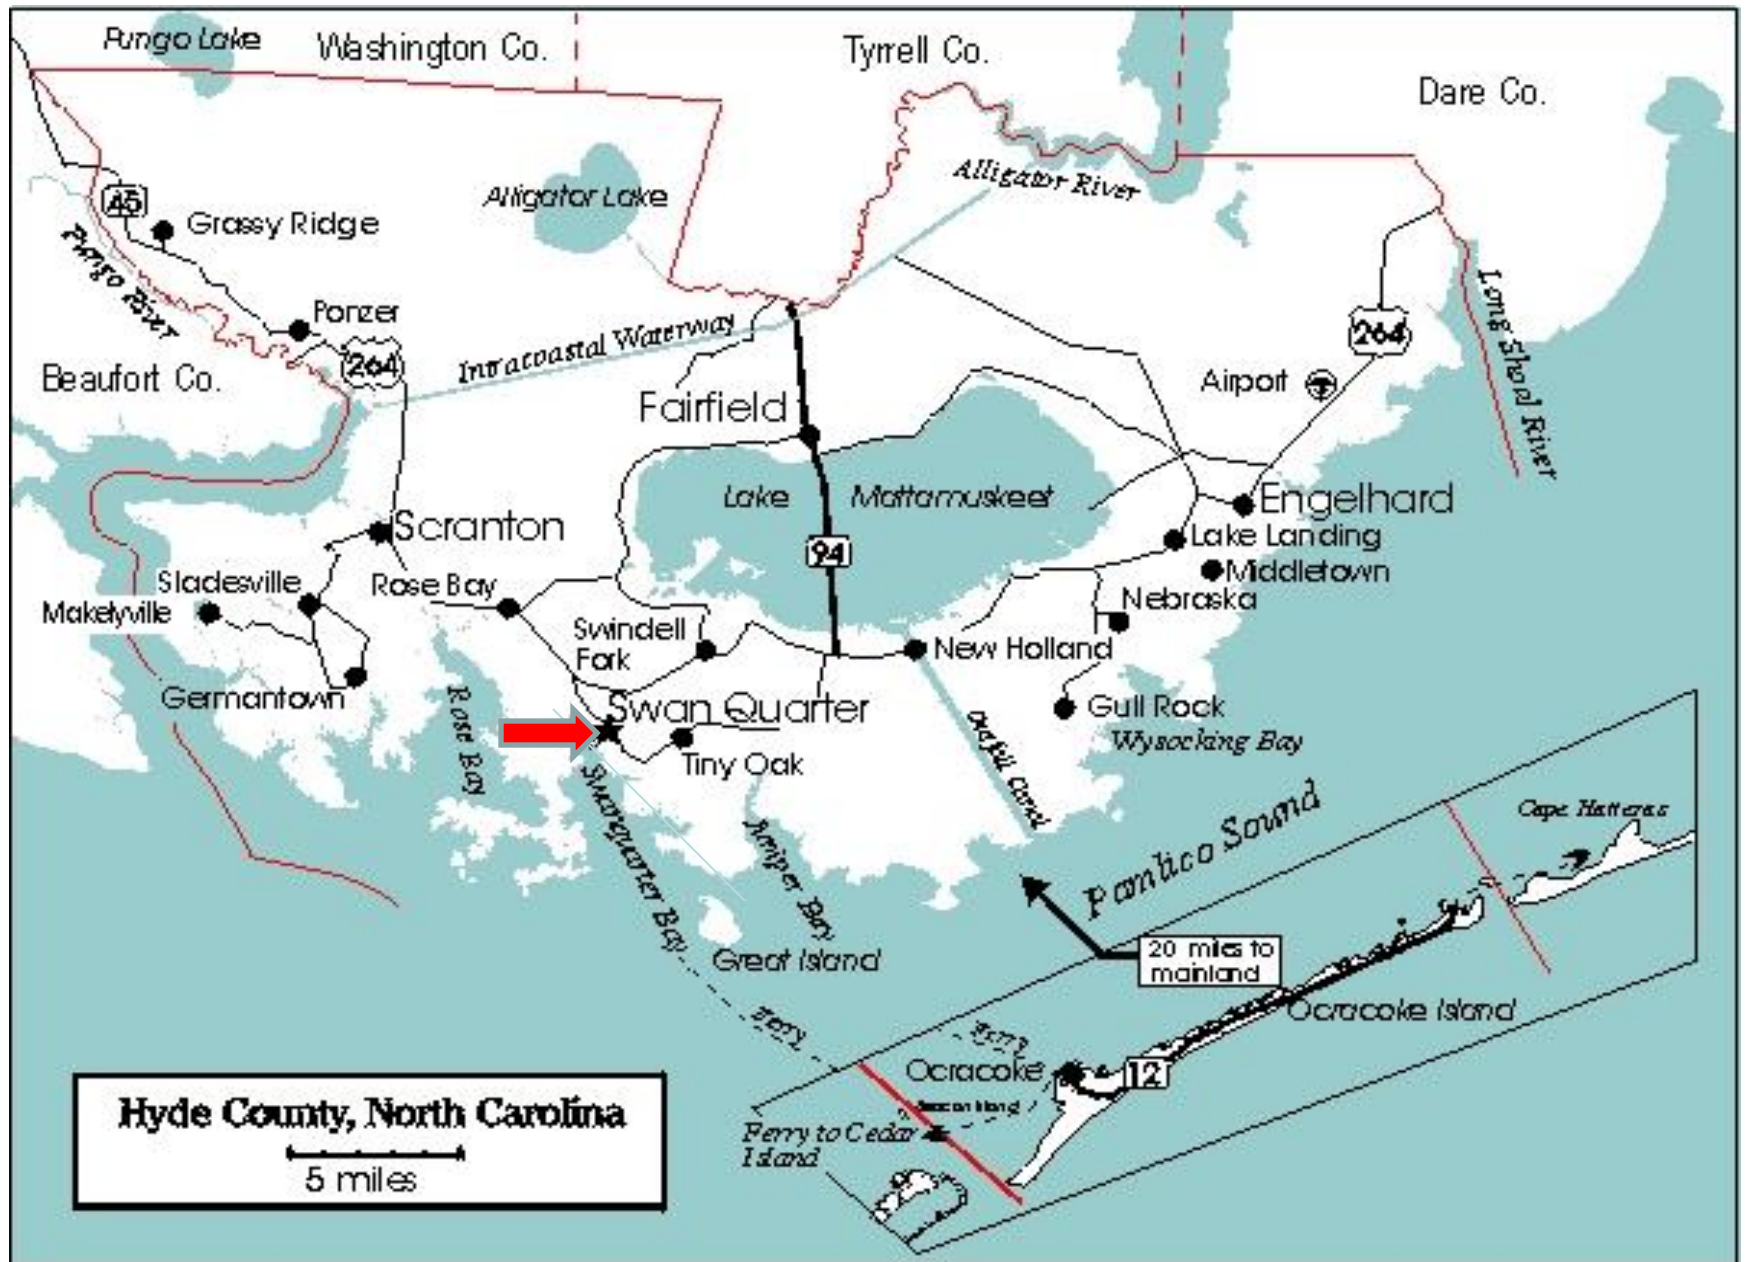 Pungo Lake
Washington Co.
Tyrrell Co.
Dare Co.
Alligator Lake
Alligator River
45
Grassy Ridge
Pungo River
Ponzer
264
Intracoastal Waterway
Long Shoal River
264
Beaufort Co.
Airport
Fairfield
Lake Mattamuskeet
Engelhard
Scranton
94
Lake Landing
Sladesville
Rose Bay
Middletown
Makelyville
Nebraska
Swindell
Fork
New Holland
Germantown
Swan Quarter
Gull Rock
Rose Bay
Wysocking Bay
Tiny Oak
Outfall Canal
Swanquarter Bay
Juniper Bay
Pamlico Sound
Cape Hatteras
Great Island
20 miles to
mainland
Ocracoke Island
Ferry
Ferry
Ocracoke
12
Beacon Island
Ferry to Cedar
Island
Hyde County, North Carolina
5 miles